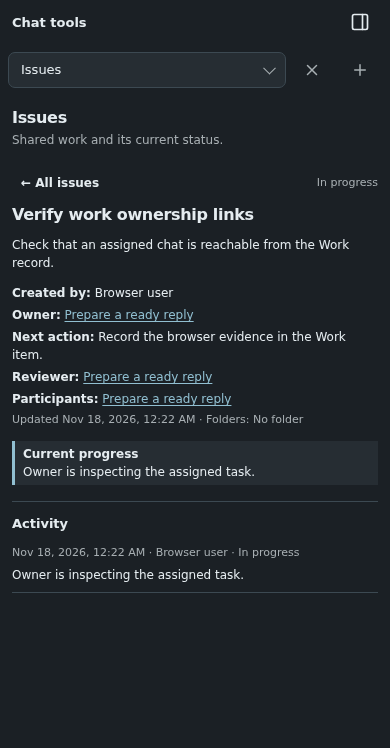 Chat tools
Issues
Issues
Shared work and its current status.
← All issues
In progress
Verify work ownership links
Check that an assigned chat is reachable from the Work
record.
Created by: Browser user
Owner: Prepare a ready reply
Next action: Record the browser evidence in the Work
item.
Reviewer: Prepare a ready reply
Participants: Prepare a ready reply
Updated Nov 18, 2026, 12:22 AM · Folders: No folder
Current progress
Owner is inspecting the assigned task.
Activity
Nov 18, 2026, 12:22 AM · Browser user · In progress
Owner is inspecting the assigned task.